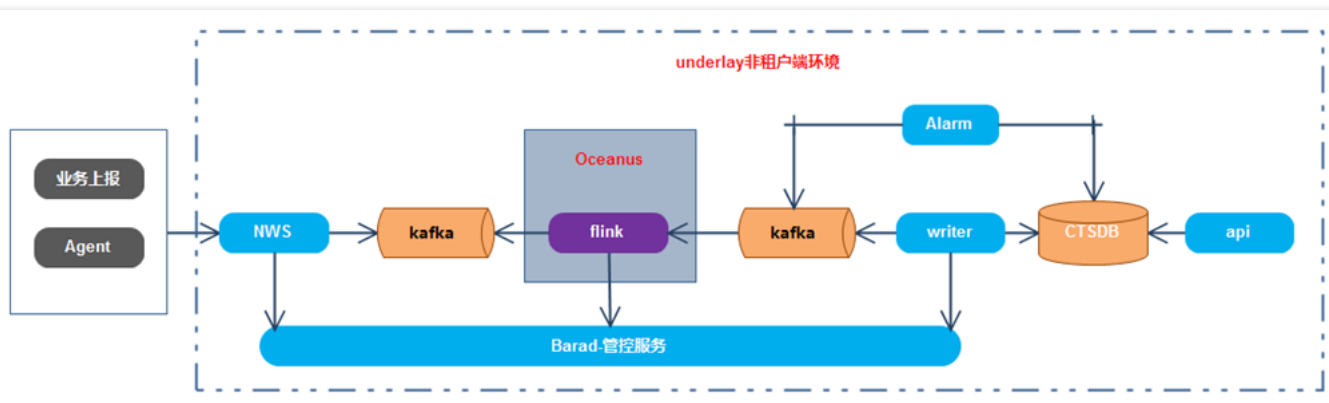 underlay非租户端环境
Alarm
Oceanus
业务上报
Agent
NWS
kafka
flink
kafka
writer
CTSDB
api
Barad-管控服务